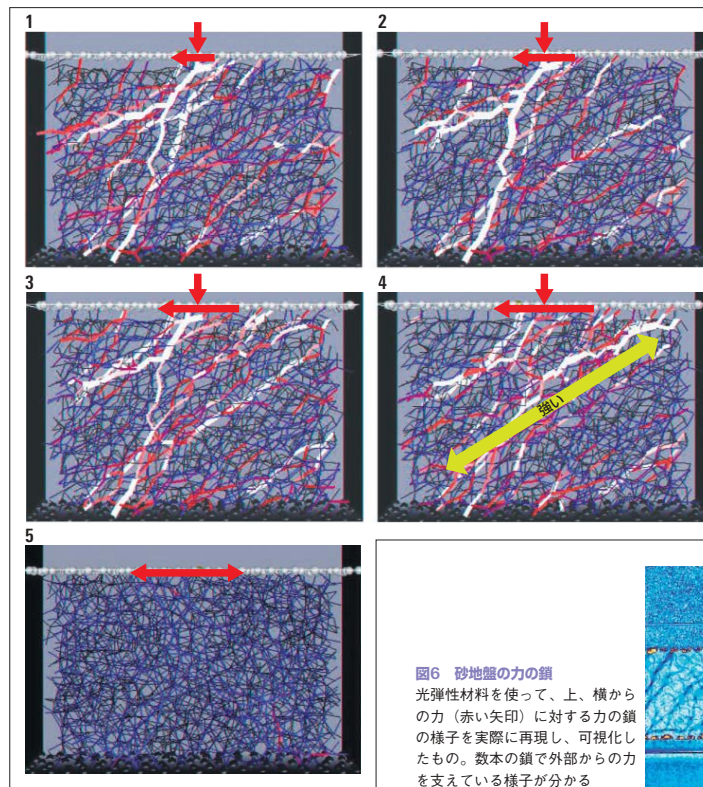 1
2
3
4
強い
5
図6 砂地盤の力の鎖
光弾性材料を使って、上、横から
の力（赤い矢印）に対する力の鎖
の様子を実際に再現し、可視化し
たもの。数本の鎖で外部からの力
を支えている様子が分かる